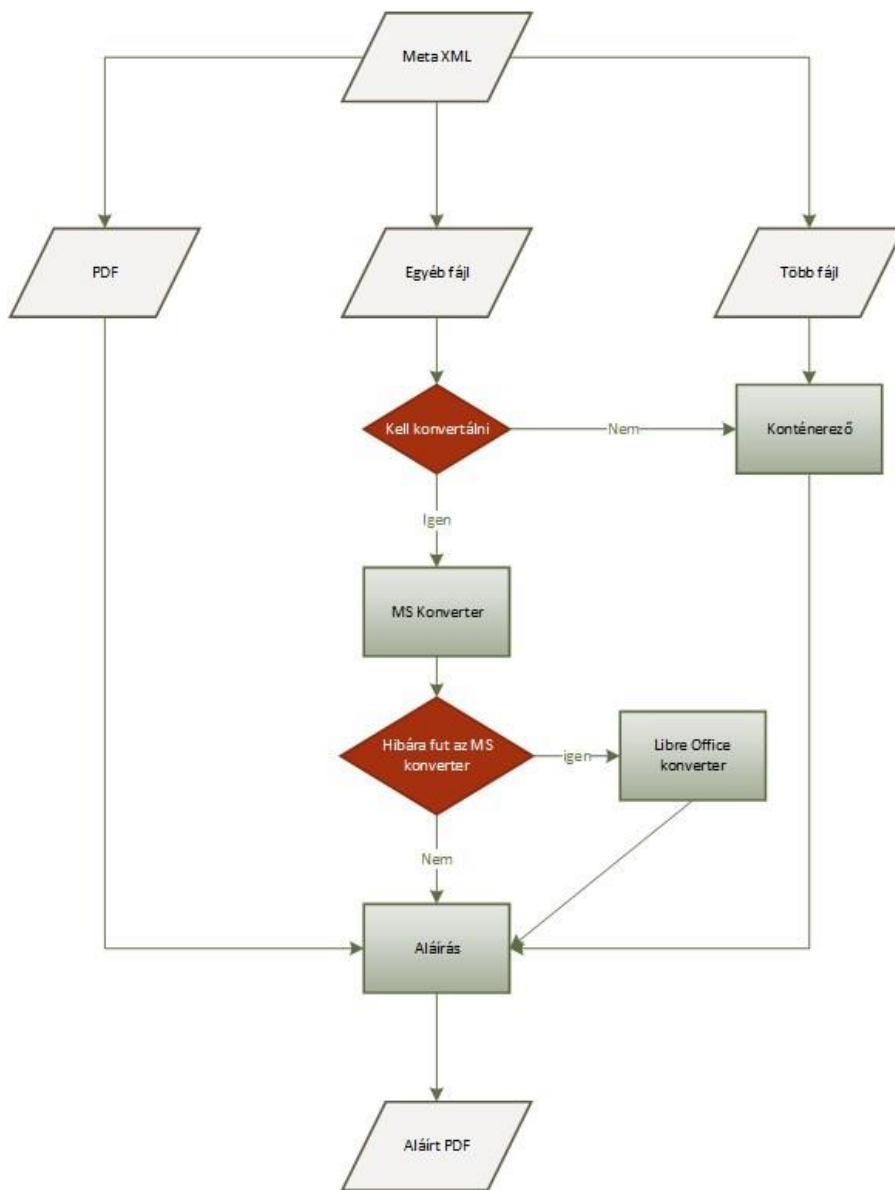 Meta XML
PDF
Egyéb fájl
Több fájl
Kell konvertálni
Nem
Konténerező
Igen
MS Konverter
Hibára fut az MS
konverter
igen
Libre Office
konverter
Nem
Aláírás
Aláírt PDF